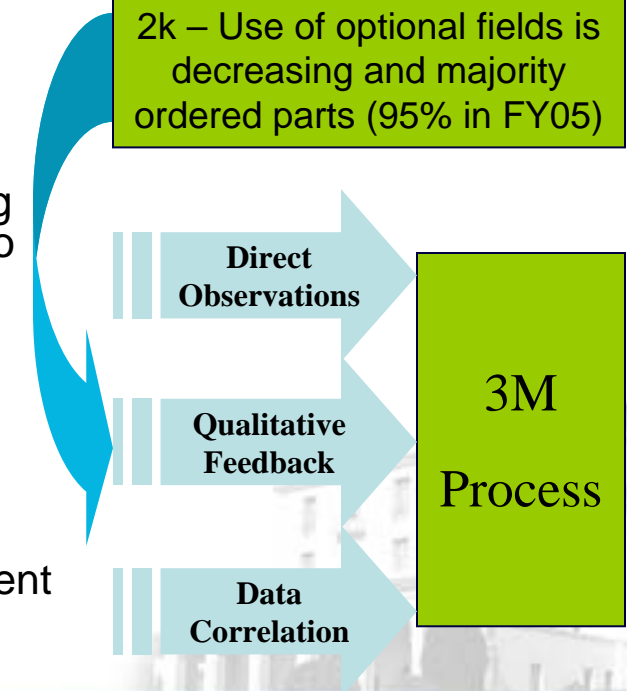 2k – Use of optional fields is
decreasing and majority
ordered parts (95% in FY05)
Direct
Observations
Qualitative
Feedback
Data
Correlation
3M
Process